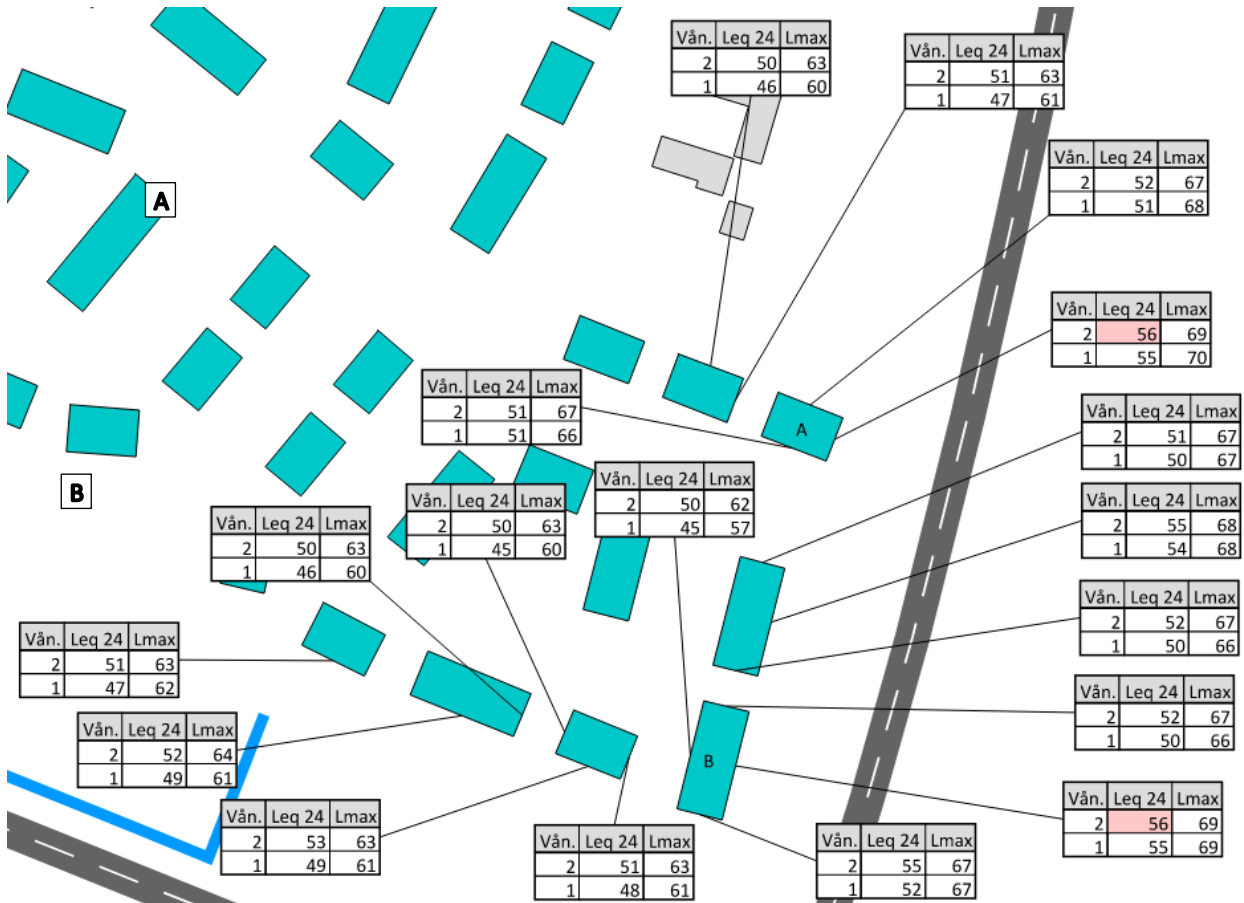 Vån. Leq 24 Lmax
2 50 63
1 46 60
Vån. Leq 24 Lmax
2 51 63
1 47 61
Vån. Leq 24 Lmax
2 52 67
1 51 68
A
Vån. Leq 24 Lmax
2 56 69
1 55 70
Vån. Leq 24 Lmax
2 51 67
1 51 66
A
Vån. Leq 24 Lmax
2 51 67
1 50 67
B
Vån. Leq 24 Lmax
2 50 62
1 45 57
Vån. Leq 24 Lmax
2 50 63
1 45 60
Vån. Leq 24 Lmax
2 55 68
1 54 68
Vån. Leq 24 Lmax
2 50 63
1 46 60
Vån. Leq 24 Lmax
2 52 67
1 50 66
Vån. Leq 24 Lmax
2 51 63
1 47 62
Vån. Leq 24 Lmax
2 52 67
1 50 66
Vån. Leq 24 Lmax
2 52 64
1 49 61
B
Vån. Leq 24 Lmax
2 56 69
1 55 69
Vån. Leq 24 Lmax
2 53 63
1 49 61
Vån. Leq 24 Lmax
2 51 63
1 48 61
Vån. Leq 24 Lmax
2 55 67
1 52 67